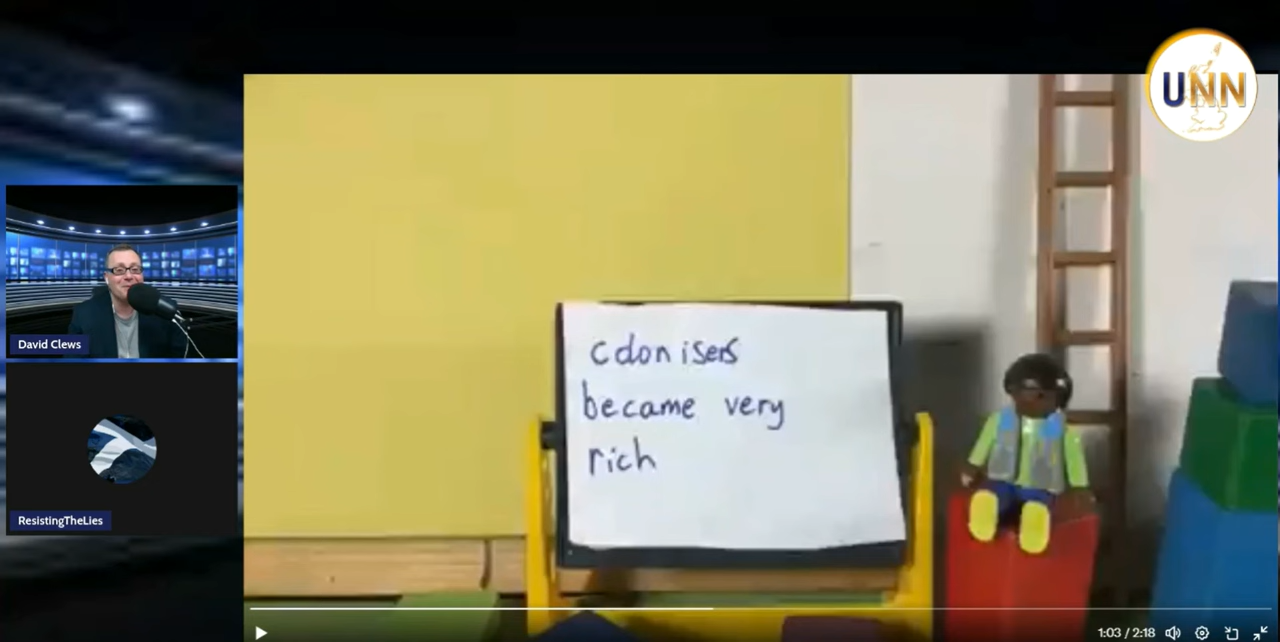 UNN
David Clews
ResistingTheLies
cdonisers
became very
rich
1:03 / 2:18